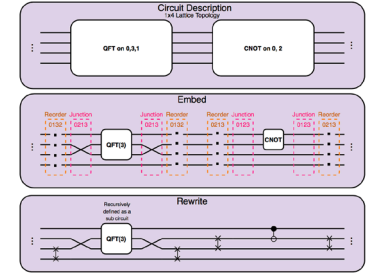 Circuit Description
1x4 Lattice Topology
QFT on 0,3,1
CNOT on 0, 2
Embed
Reorder Junction Junction Reorder Reorder Junction Junction Reorder
0132 0213 0213 0132 0213 0123 0123 0213
QFT(3)
CNOT
Rewrite
Recursively
defined as a
sub circuit
QFT(3)